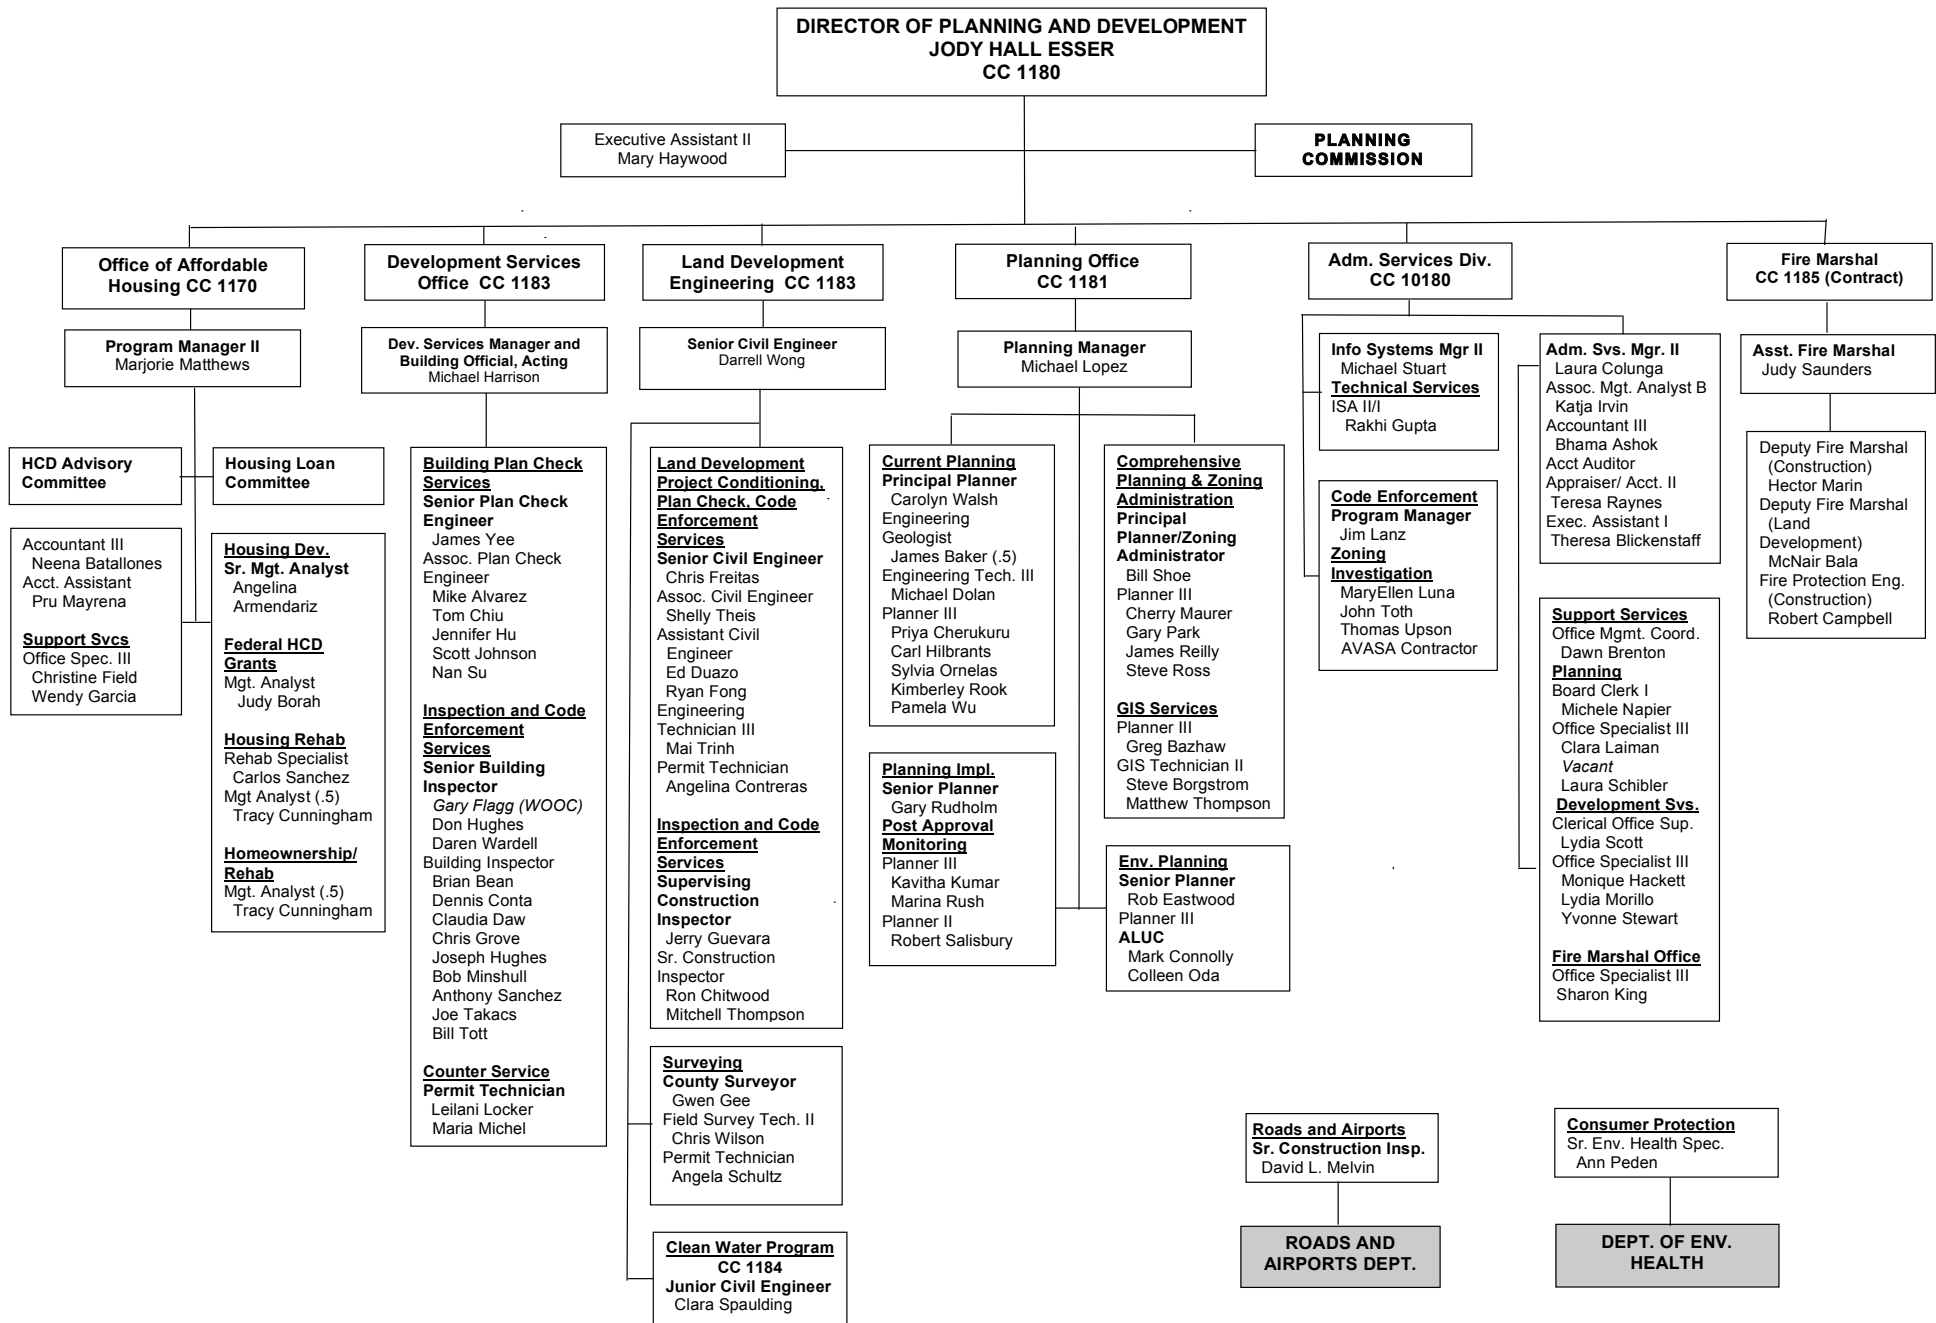 DIRECTOR OF PLANNING AND DEVELOPMENT
JODY HALL ESSER
CC 1180
Executive Assistant II
Mary Haywood
PLANNING
COMMISSION
Office of Affordable
Housing CC 1170
Program Manager II
Marjorie Matthews
HCD Advisory
Committee
Housing Loan
Committee
Accountant III
Neena Batallones
Acct. Assistant
Pru Mayrena
Support Svcs
Office Spec. III
Christine Field
Wendy Garcia
Housing Dev.
Sr. Mgt. Analyst
Angelina
Armendariz
Federal HCD
Grants
Mgt. Analyst
Judy Borah
Housing Rehab
Rehab Specialist
Carlos Sanchez
Mgt Analyst (.5)
Tracy Cunningham
Homeownership/
Rehab
Mgt. Analyst (.5)
Tracy Cunningham
Development Services
Office CC 1183
Dev. Services Manager and
Building Official, Acting
Michael Harrison
Building Plan Check
Services
Senior Plan Check
Engineer
James Yee
Assoc. Plan Check
Engineer
Mike Alvarez
Tom Chiu
Jennifer Hu
Scott Johnson
Nan Su
Inspection and Code
Enforcement
Services
Senior Building
Inspector
Gary Flagg (WOOC)
Don Hughes
Daren Wardell
Building Inspector
Brian Bean
Dennis Conta
Claudia Daw
Chris Grove
Joseph Hughes
Bob Minshull
Anthony Sanchez
Joe Takacs
Bill Tott
Counter Service
Permit Technician
Leilani Locker
Maria Michel
Land Development
Engineering CC 1183
Senior Civil Engineer
Darrell Wong
Land Development
Project Conditioning,
Plan Check, Code
Enforcement
Services
Senior Civil Engineer
Chris Freitas
Assoc. Civil Engineer
Shelly Theis
Assistant Civil
Engineer
Ed Duazo
Ryan Fong
Engineering
Technician III
Mai Trinh
Permit Technician
Angelina Contreras
Inspection and Code
Enforcement
Services
Supervising
Construction
Inspector
Jerry Guevara
Sr. Construction
Inspector
Ron Chitwood
Mitchell Thompson
Surveying
County Surveyor
Gwen Gee
Field Survey Tech. II
Chris Wilson
Permit Technician
Angela Schultz
Clean Water Program
CC 1184
Junior Civil Engineer
Clara Spaulding
Planning Office
CC 1181
Planning Manager
Michael Lopez
Current Planning
Principal Planner
Carolyn Walsh
Engineering
Geologist
James Baker (.5)
Engineering Tech. III
Michael Dolan
Planner III
Priya Cherukuru
Carl Hilbrants
Sylvia Ornelas
Kimberley Rook
Pamela Wu
Planning Impl.
Senior Planner
Gary Rudholm
Post Approval
Monitoring
Planner III
Kavitha Kumar
Marina Rush
Planner II
Robert Salisbury
Comprehensive
Planning & Zoning
Administration
Principal
Planner/Zoning
Administrator
Bill Shoe
Planner III
Cherry Maurer
Gary Park
James Reilly
Steve Ross
GIS Services
Planner III
Greg Bazhaw
GIS Technician II
Steve Borgstrom
Matthew Thompson
Env. Planning
Senior Planner
Rob Eastwood
Planner III
ALUC
Mark Connolly
Colleen Oda
Adm. Services Div.
CC 10180
Info Systems Mgr II
Michael Stuart
Technical Services
ISA II/I
Rakhi Gupta
Code Enforcement
Program Manager
Jim Lanz
Zoning
Investigation
MaryEllen Luna
John Toth
Thomas Upson
AVASA Contractor
Adm. Svs. Mgr. II
Laura Colunga
Assoc. Mgt. Analyst B
Katja Irvin
Accountant III
Bhama Ashok
Acct Auditor
Appraiser/ Acct. II
Teresa Raynes
Exec. Assistant I
Theresa Blickenstaff
Support Services
Office Mgmt. Coord.
Dawn Brenton
Planning
Board Clerk I
Michele Napier
Office Specialist III
Clara Laiman
Vacant
Laura Schibler
Development Svs.
Clerical Office Sup.
Lydia Scott
Office Specialist III
Monique Hackett
Lydia Morillo
Yvonne Stewart
Fire Marshal Office
Office Specialist III
Sharon King
Fire Marshal
CC 1185 (Contract)
Asst. Fire Marshal
Judy Saunders
Deputy Fire Marshal
(Construction)
Hector Marin
Deputy Fire Marshal
(Land
Development)
McNair Bala
Fire Protection Eng.
(Construction)
Robert Campbell
Roads and Airports
Sr. Construction Insp.
David L. Melvin
ROADS AND
AIRPORTS DEPT.
Consumer Protection
Sr. Env. Health Spec.
Ann Peden
DEPT. OF ENV.
HEALTH